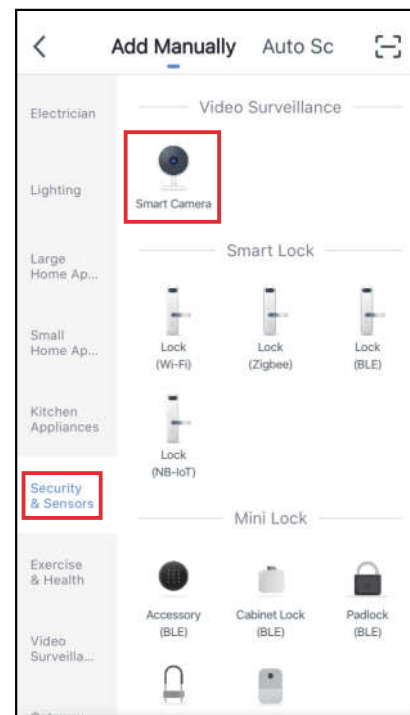 Add Manually Auto Sc
Electrician
Lighting
Large
Home Ap...
Small
Home Ap...
Kitchen
Appliances
Security
& Sensors
Exercise
& Health
Video
Surveilla...
Video Surveillance
Smart Camera
Smart Lock
Lock
(Wi-Fi)
Lock
(Zigbee)
Lock
(BLE)
Lock
(NB-IoT)
Mini Lock
Accessory
(BLE)
Cabinet Lock
(BLE)
Padlock
(BLE)